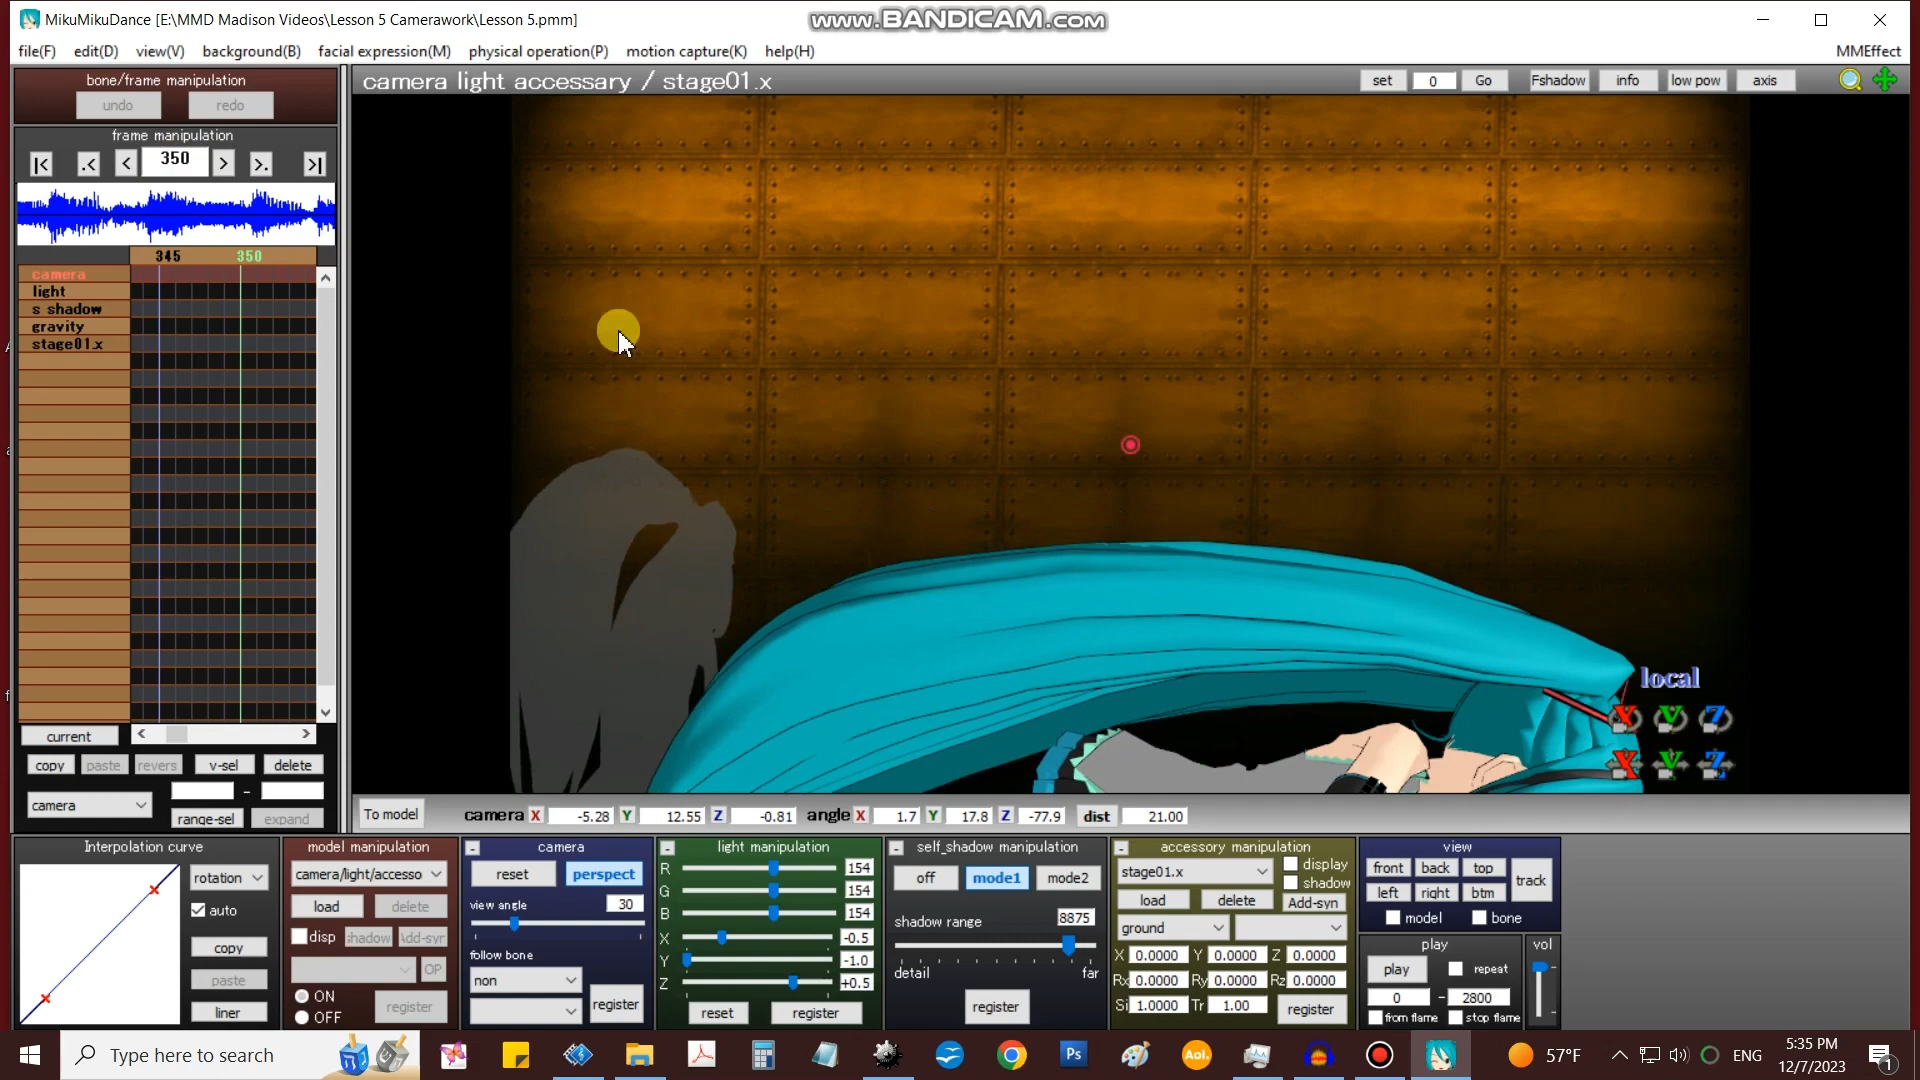 MikuMikuDance [E:\MMD Madison Videos\Lesson 5 Camerawork\Lesson 5.pmm]
www.BANDICAM.com
file(F) edit(D) view(V) background(B) facial expression(M) physical operation(P) motion capture(K) help(H)
MMEffect
bone/frame manipulation
undo redo
camera light accessary / stage01.x
set 0 Go Fshadow info low pow axis
frame manipulation
|< .< < 350 > >. >|
345 350
camera
light
s shadow
gravity
stage01.x
local
X Y Z
X Y Z
current
copy paste revers v-sel delete
camera
-
range-sel expand
To model
camera X -5.28 Y 12.55 Z -0.81 angle X 1.7 Y 17.8 Z -77.9 dist 21.00
Interpolation curve
rotation
auto
copy
paste
liner
model manipulation
camera/light/accesso
load delete
disp shadow Add-syn
OP
ON
OFF
register
- camera
reset perspect
view angle 30
follow bone
non
register
- light manipulation
R 154
G 154
B 154
X -0.5
Y -1.0
Z +0.5
reset register
- self_shadow manipulation
off mode1 mode2
shadow range 8875
detail far
register
- accessory manipulation
stage01.x
display
shadow
load delete Add-syn
ground
X 0.0000 Y 0.0000 Z 0.0000
Rx 0.0000 Ry 0.0000 Rz 0.0000
Si 1.0000 Tr 1.00 register
view
front back top
left right btm
track
model bone
play
play repeat
0 - 2800
from flame stop flame
vol
Type here to search
Ps
Aol.
57°F
ENG
5:35 PM
12/7/2023
1